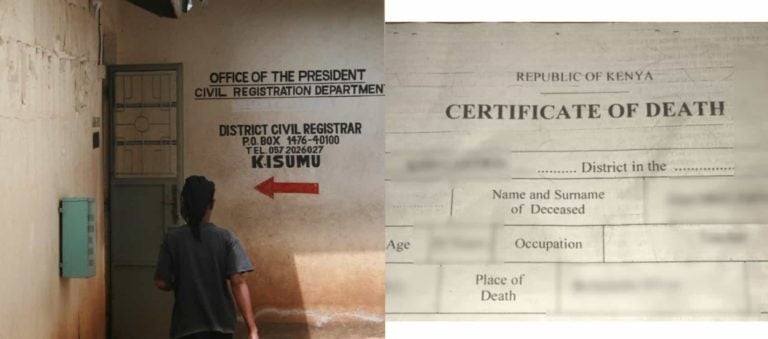 OFFICE OF THE PRESIDENT
CIVIL REGISTRATION DEPARTMENT
DISTRICT CIVIL REGISTRAR
P.O. BOX 1476-40100
TEL. 057 2026027
KISUMU
REPUBLIC OF KENYA
CERTIFICATE OF DEATH
........... District in the ................
Name and Surname
of Deceased
Age
Occupation
Place of
Death